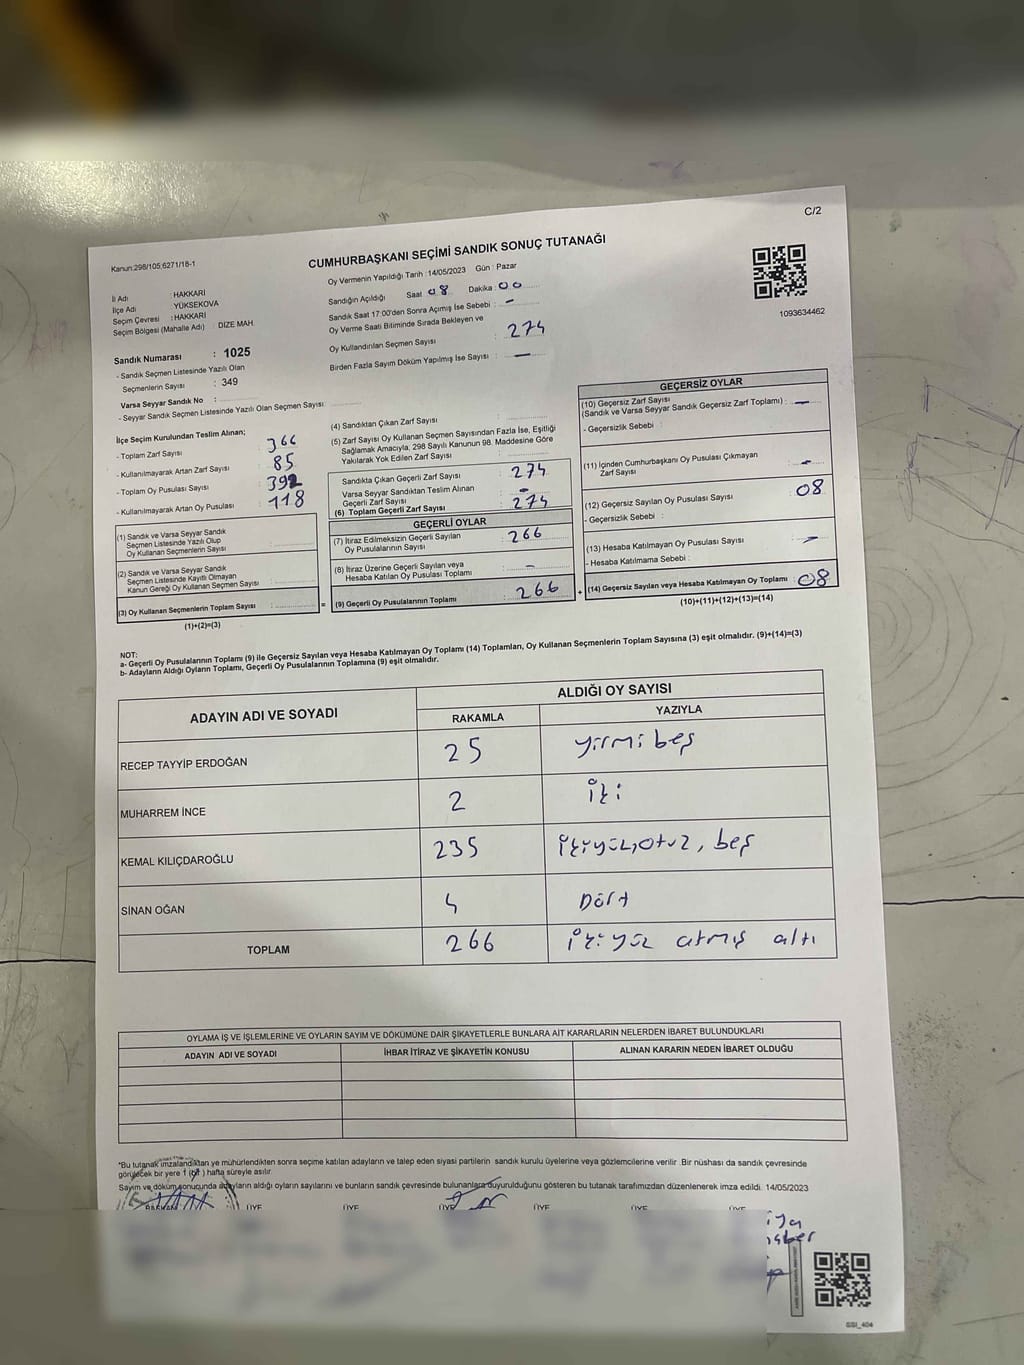 C/2
Kanun:298/105;6271/18-1
CUMHURBAŞKANI SEÇİMİ SANDIK SONUÇ TUTANAĞI
Oy Vermenin Yapıldığı Tarih : 14/05/2023 Gün : Pazar
İl Adı : HAKKARİ
İlçe Adı : YÜKSEKOVA
Seçim Çevresi : HAKKARİ
Seçim Bölgesi (Mahalle Adı) : DİZE MAH.
Sandık Numarası : 1025
- Sandık Seçmen Listesinde Yazılı Olan
Seçmenlerin Sayısı : 349
Varsa Seyyar Sandık No :
- Seyyar Sandık Seçmen Listesinde Yazılı Olan Seçmen Sayısı:
Sandığın Açıldığı Saat 08 Dakika : 00
Sandık Saat 17:00'den Sonra Açımış İse Sebebi : -
Oy Verme Saati Bitiminde Sırada Bekleyen ve
Oy Kullandırılan Seçmen Sayısı : 274
Birden Fazla Sayım Döküm Yapılmış İse Sayısı : -
1093634462
İlçe Seçim Kurulundan Teslim Alınan;
- Toplam Zarf Sayısı : 366
- Kullanılmayarak Artan Zarf Sayısı : 85
- Toplam Oy Pusulası Sayısı : 392
- Kullanılmayarak Artan Oy Pusulası : 118
(1) Sandık ve Varsa Seyyar Sandık
Seçmen Listesinde Yazılı Olup
Oy Kullanan Seçmenlerin Sayısı :
(2) Sandık ve Varsa Seyyar Sandık
Seçmen Listesinde Kayıtlı Olmayan
Kanun Gereği Oy Kullanan Seçmen Sayısı :
(3) Oy Kullanan Seçmenlerin Toplam Sayısı : =
(1)+(2)=(3)
(4) Sandıktan Çıkan Zarf Sayısı :
(5) Zarf Sayısı Oy Kullanan Seçmen Sayısından Fazla İse, Eşitliği
Sağlamak Amacıyla; 298 Sayılı Kanunun 98. Maddesine Göre
Yakılarak Yok Edilen Zarf Sayısı :
Sandıkta Çıkan Geçerli Zarf Sayısı : 274
Varsa Seyyar Sandıktan Teslim Alınan
Geçerli Zarf Sayısı : -
(6) Toplam Geçerli Zarf Sayısı : 274
GEÇERLİ OYLAR
(7) İtiraz Edilmeksizin Geçerli Sayılan
Oy Pusulalarının Sayısı : 266
(8) İtiraz Üzerine Geçerli Sayılan veya
Hesaba Katılan Oy Pusulası Toplamı : -
(9) Geçerli Oy Pusulalarının Toplamı : 266 +
GEÇERSİZ OYLAR
(10) Geçersiz Zarf Sayısı
(Sandık ve Varsa Seyyar Sandık Geçersiz Zarf Toplamı) : -
- Geçersizlik Sebebi :
(11) İçinden Cumhurbaşkanı Oy Pusulası Çıkmayan
Zarf Sayısı : -
(12) Geçersiz Sayılan Oy Pusulası Sayısı : 08
- Geçersizlik Sebebi :
(13) Hesaba Katılmayan Oy Pusulası Sayısı : -
- Hesaba Katılmama Sebebi :
(14) Geçersiz Sayılan veya Hesaba Katılmayan Oy Toplamı : 08
(10)+(11)+(12)+(13)=(14)
NOT:
a- Geçerli Oy Pusulalarının Toplamı (9) ile Geçersiz Sayılan veya Hesaba Katılmayan Oy Toplamı (14) Toplamları, Oy Kullanan Seçmenlerin Toplam Sayısına (3) eşit olmalıdır. (9)+(14)=(3)
b- Adayların Aldığı Oyların Toplamı, Geçerli Oy Pusulalarının Toplamına (9) eşit olmalıdır.
ADAYIN ADI VE SOYADI ALDIĞI OY SAYISI
RAKAMLA YAZIYLA
RECEP TAYYİP ERDOĞAN 25 yirmi beş
MUHARREM İNCE 2 iki
KEMAL KILIÇDAROĞLU 235 ikiyüz,otuz, beş
SİNAN OĞAN 4 Dört
TOPLAM 266 iki yüz atmış altı
OYLAMA İŞ VE İŞLEMLERİNE VE OYLARIN SAYIM VE DÖKÜMÜNE DAİR ŞİKAYETLERLE BUNLARA AİT KARARLARIN NELERDEN İBARET BULUNDUKLARI
ADAYIN ADI VE SOYADI İHBAR İTİRAZ VE ŞİKAYETİN KONUSU ALINAN KARARIN NEDEN İBARET OLDUĞU
*Bu tutanak imzalandıktan ve mühürlendikten sonra seçime katılan adayların ve talep eden siyasi partilerin sandık kurulu üyelerine veya gözlemcilerine verilir .Bir nüshası da sandık çevresinde
görülecek bir yere 1 (bir) hafta süreyle asılır.
Sayım ve döküm sonucunda adayların aldığı oyların sayılarını ve bunların sandık çevresinde bulunanlara duyurulduğunu gösteren bu tutanak tarafımızdan düzenlenerek imza edildi. 14/05/2023
BAŞKAN ÜYE ÜYE ÜYE ÜYE ÜYE ÜYE
SSI_404